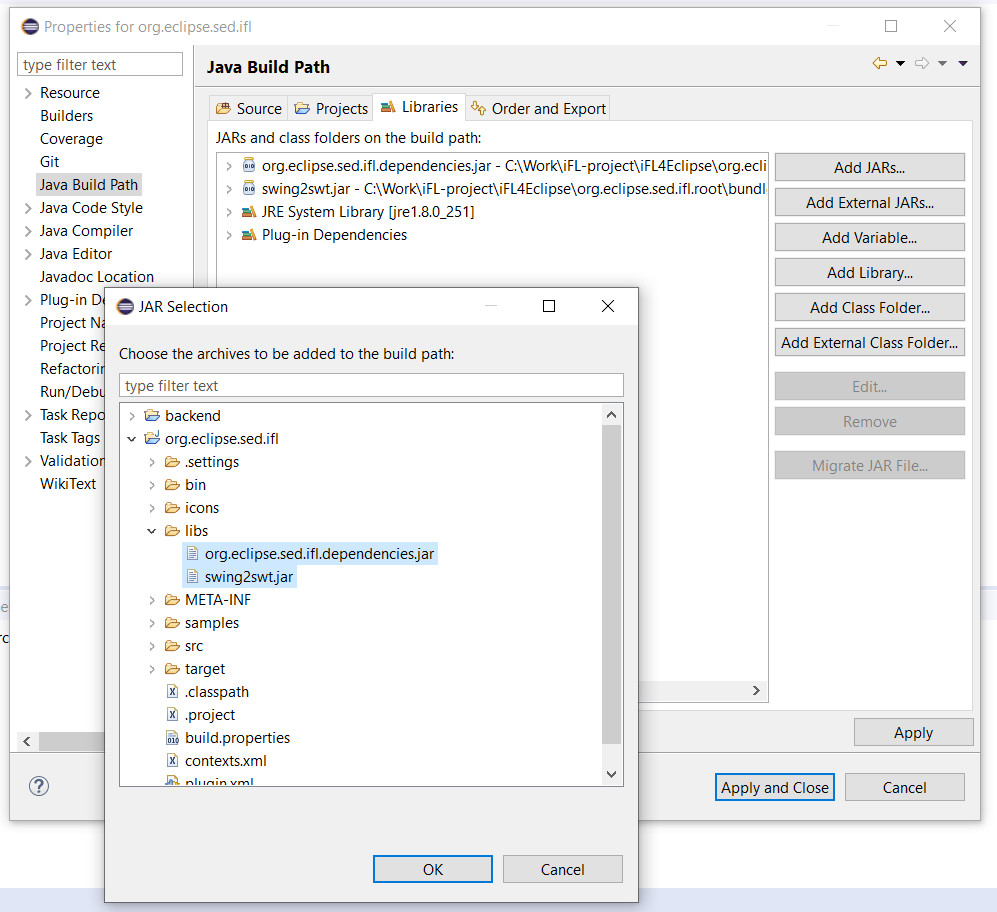 Properties for org.eclipse.sed.ifl
type filter text
Resource
Builders
Coverage
Git
Java Build Path
Java Code Style
Java Compiler
Java Editor
Javadoc Location
Plug-in De
Project Na
Project Re
Refactorin
Run/Debu
Task Repo
Task Tags
Validation
WikiText
Java Build Path
Source
Projects
Libraries
Order and Export
JARs and class folders on the build path:
org.eclipse.sed.ifl.dependencies.jar - C:\Work\iFL-project\iFL4Eclipse\org.ecli
swing2swt.jar - C:\Work\iFL-project\iFL4Eclipse\org.eclipse.sed.ifl.root\bundl
JRE System Library [jre1.8.0_251]
Plug-in Dependencies
Add JARs...
Add External JARs...
Add Variable...
Add Library...
Add Class Folder...
Add External Class Folder...
Edit...
Remove
Migrate JAR File...
Apply
Apply and Close
Cancel
JAR Selection
Choose the archives to be added to the build path:
type filter text
backend
org.eclipse.sed.ifl
.settings
bin
icons
libs
org.eclipse.sed.ifl.dependencies.jar
swing2swt.jar
META-INF
samples
src
target
.classpath
.project
build.properties
contexts.xml
plugin.xml
OK
Cancel